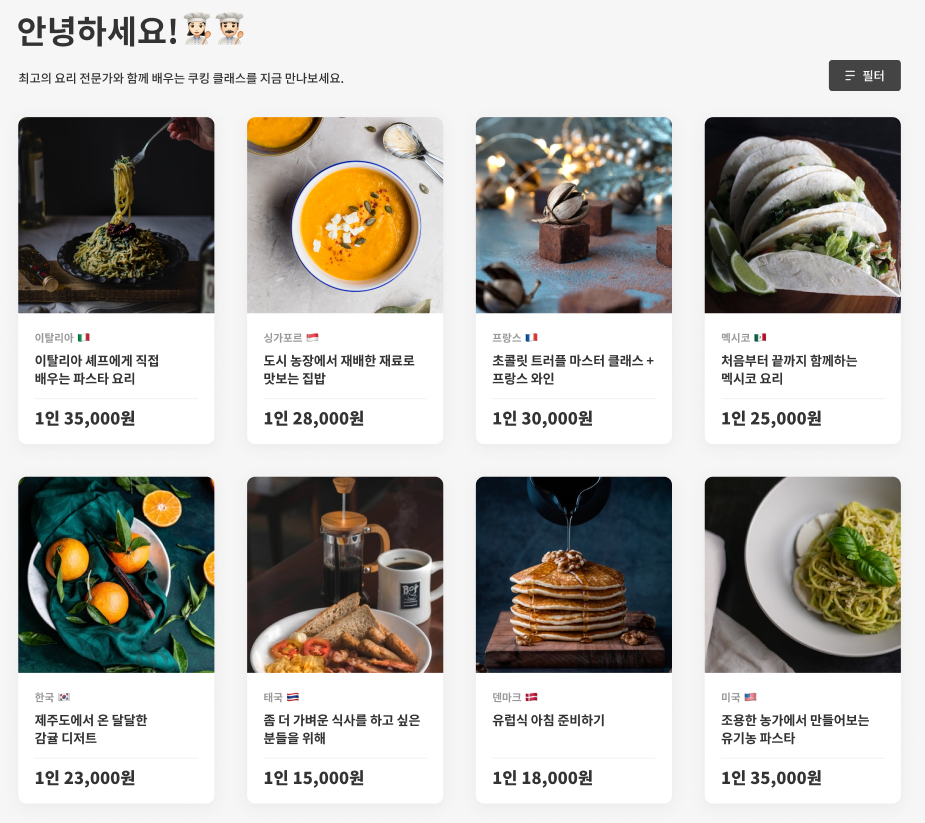 안녕하세요!
최고의 요리 전문가와 함께 배우는 쿠킹 클래스를 지금 만나보세요.
필터
이탈리아
이탈리아 셰프에게 직접
배우는 파스타 요리
1인 35,000원
싱가포르
도시 농장에서 재배한 재료로
맛보는 집밥
1인 28,000원
프랑스
초콜릿 트러플 마스터 클래스 +
프랑스 와인
1인 30,000원
멕시코
처음부터 끝까지 함께하는
멕시코 요리
1인 25,000원
한국
제주도에서 온 달달한
감귤 디저트
1인 23,000원
태국
좀 더 가벼운 식사를 하고 싶은
분들을 위해
1인 15,000원
덴마크
유럽식 아침 준비하기
1인 18,000원
미국
조용한 농가에서 만들어보는
유기농 파스타
1인 35,000원